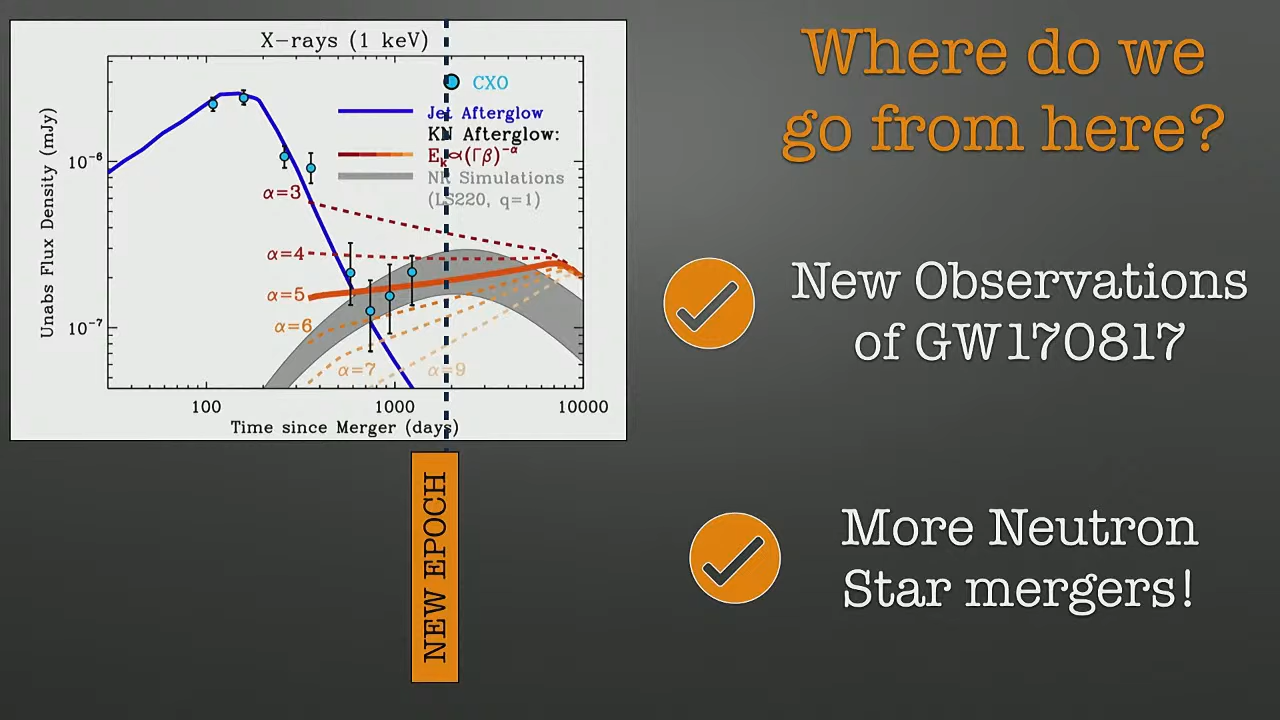 X-rays (1 keV)
CXO
Jet Afterglow
KN Afterglow:
E_k∝(Γβ)^-α
NR Simulations
(LS220, q=1)
α=3
α=4
α=5
α=6
α=7
α=9
Unabs Flux Density (mJy)
10^-6
10^-7
100
1000
10000
Time since Merger (days)
NEW EPOCH
Where do we
go from here?
New Observations
of GW170817
More Neutron
Star mergers!